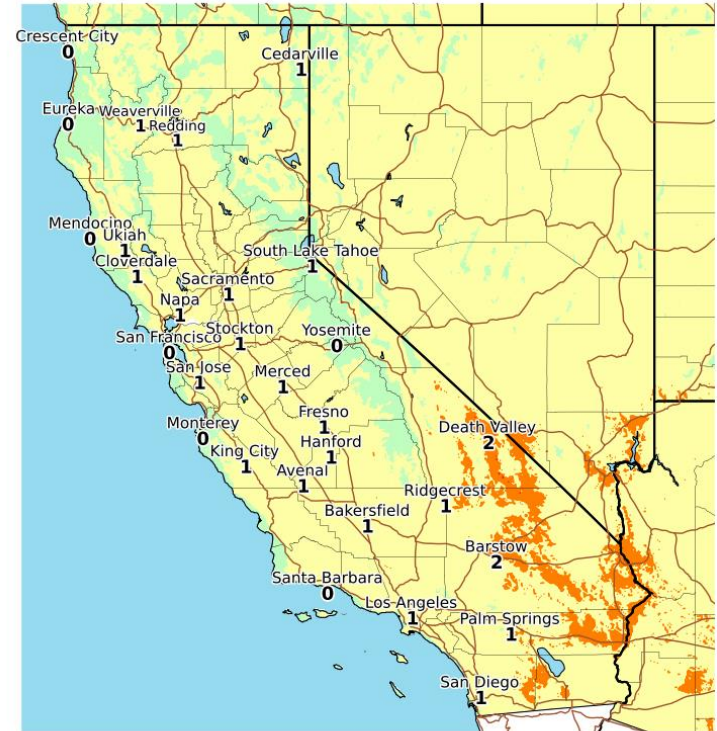 Crescent City
0
Cedarville
1
Eureka
0
Weaverville
1
Redding
1
Mendocino
0
Ukiah
1
Cloverdale
1
South Lake Tahoe
1
Sacramento
1
Napa
1
San Francisco
0
Stockton
1
Yosemite
0
San Jose
1
Merced
1
Monterey
0
Fresno
1
Death Valley
2
King City
1
Hanford
1
Avenal
1
Ridgecrest
1
Bakersfield
1
Barstow
2
Santa Barbara
0
Los Angeles
1
Palm Springs
1
San Diego
1